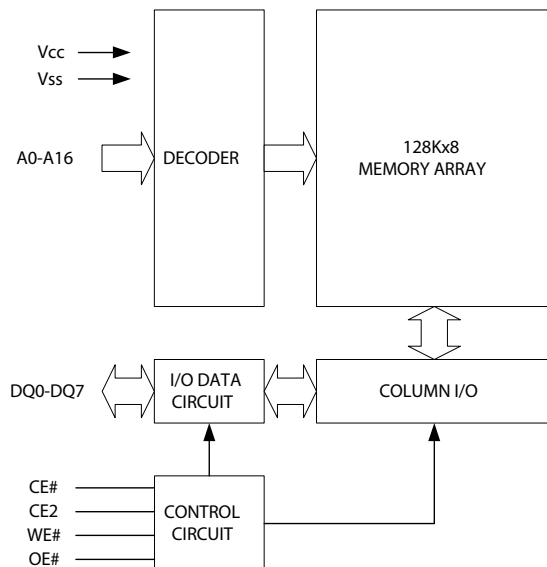 Vcc
Vss
A0-A16
DECODER
128Kx8
MEMORY ARRAY
DQ0-DQ7
I/O DATA
CIRCUIT
COLUMN I/O
CE#
CE2
WE#
OE#
CONTROL
CIRCUIT